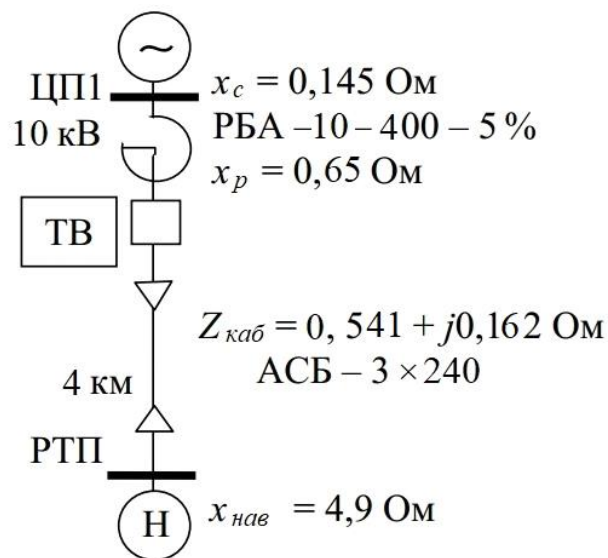 ~
ЦП1
x_c = 0,145 Ом
10 кВ
РБА –10 – 400 – 5 %
x_p = 0,65 Ом
ТВ
Z_каб = 0, 541 + j0,162 Ом
АСБ – 3 ×240
4 км
РТП
Н
x_нав = 4,9 Ом